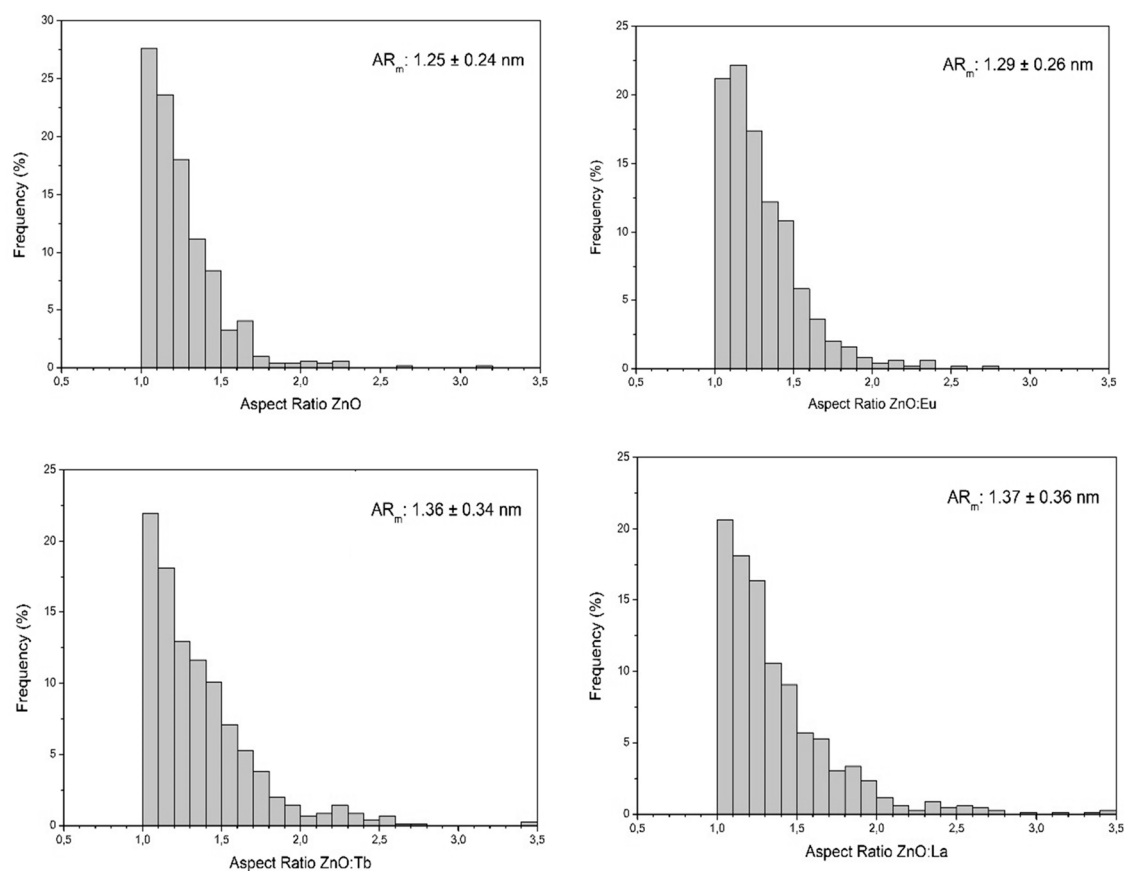 30
25
20
15
10
5
0
Frequency (%)
AR_m: 1.25 ± 0.24 nm
0,5 1,0 1,5 2,0 2,5 3,0 3,5
Aspect Ratio ZnO
25
20
15
10
5
0
Frequency (%)
AR_m: 1.29 ± 0.26 nm
0,5 1,0 1,5 2,0 2,5 3,0 3,5
Aspect Ratio ZnO:Eu
25
20
15
10
5
0
Frequency (%)
AR_m: 1.36 ± 0.34 nm
0,5 1,0 1,5 2,0 2,5 3,0 3,5
Aspect Ratio ZnO:Tb
25
20
15
10
5
0
Frequency (%)
AR_m: 1.37 ± 0.36 nm
0,5 1,0 1,5 2,0 2,5 3,0 3,5
Aspect Ratio ZnO:La